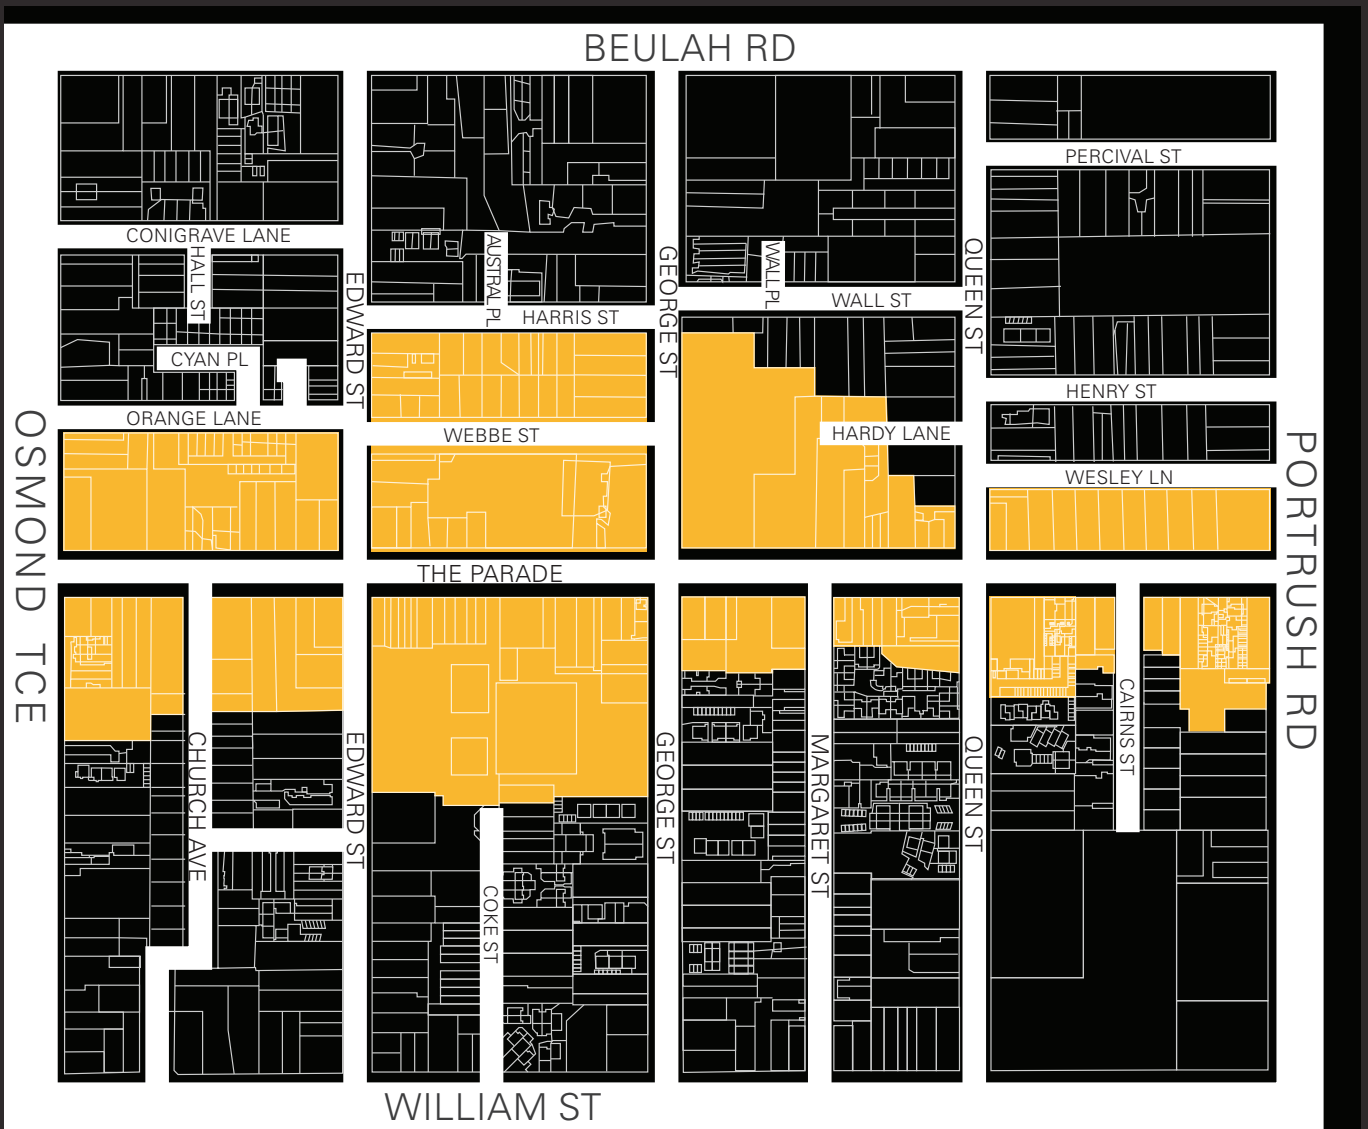 BEULAH RD
PERCIVAL ST
CONIGRAVE LANE
HALL ST
EDWARD ST
AUSTRAL PL
GEORGE ST
WALL PL
QUEEN ST
WALL ST
HARRIS ST
CYAN PL
HENRY ST
ORANGE LANE
WEBBE ST
HARDY LANE
WESLEY LN
OSMOND TCE
PORTRUSH RD
THE PARADE
CHURCH AVE
EDWARD ST
COKE ST
GEORGE ST
MARGARET ST
QUEEN ST
CAIRNS ST
WILLIAM ST